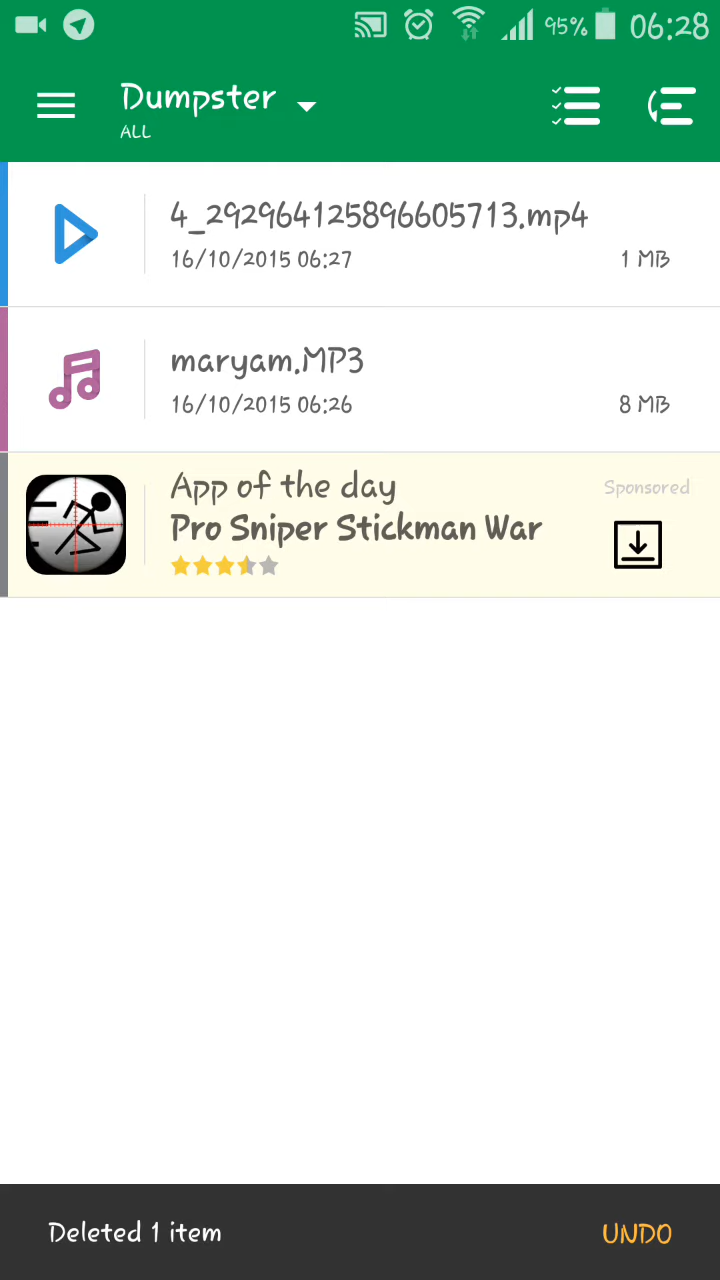 95% 06:28
Dumpster
ALL
4_292964125896605713.mp4
16/10/2015 06:27 1 MB
maryam.MP3
16/10/2015 06:26 8 MB
App of the day
Sponsored
Pro Sniper Stickman War
Deleted 1 item UNDO